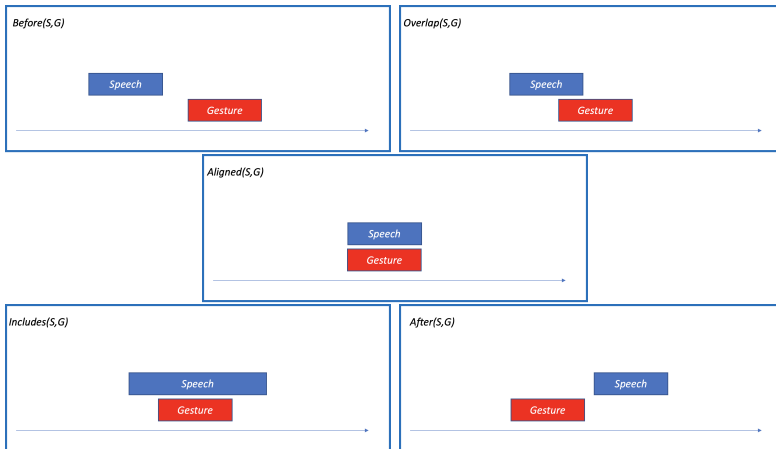 Before(S,G)
Speech
Gesture
Overlap(S,G)
Speech
Gesture
Aligned(S,G)
Speech
Gesture
Includes(S,G)
Speech
Gesture
After(S,G)
Speech
Gesture